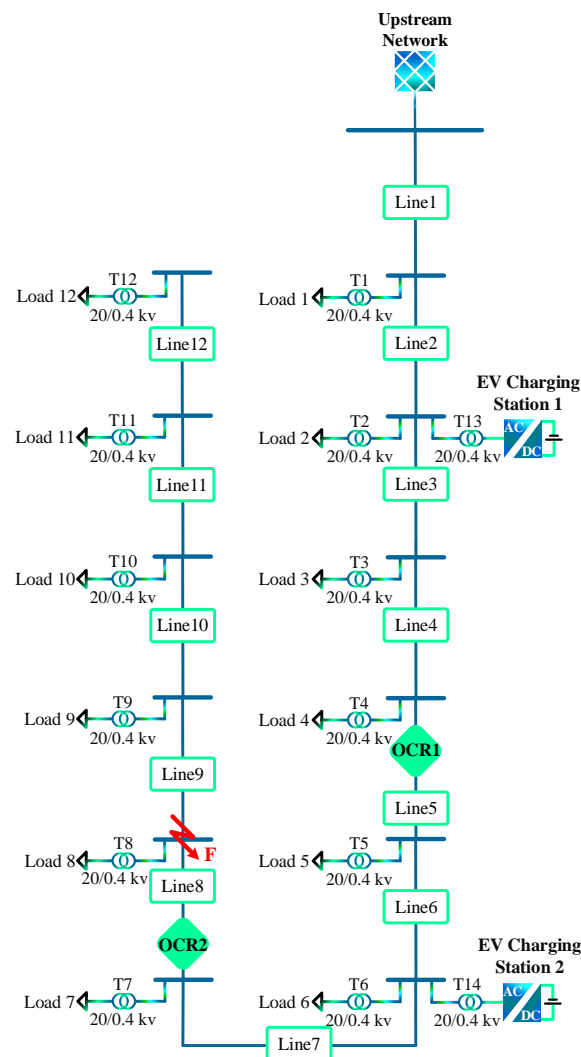 Upstream
Network
Line1
T12
Load 12
20/0.4 kv
T1
Load 1
20/0.4 kv
Line12
Line2
EV Charging
Station 1
T11
Load 11
20/0.4 kv
T2
Load 2
20/0.4 kv
T13
20/0.4 kv
AC
DC
Line11
Line3
T10
Load 10
20/0.4 kv
T3
Load 3
20/0.4 kv
Line10
Line4
T9
Load 9
20/0.4 kv
T4
Load 4
20/0.4 kv
OCR1
Line9
Line5
T8
Load 8
20/0.4 kv
F
T5
Load 5
20/0.4 kv
Line8
Line6
OCR2
EV Charging
Station 2
T7
Load 7
20/0.4 kv
T6
Load 6
20/0.4 kv
T14
20/0.4 kv
AC
DC
Line7